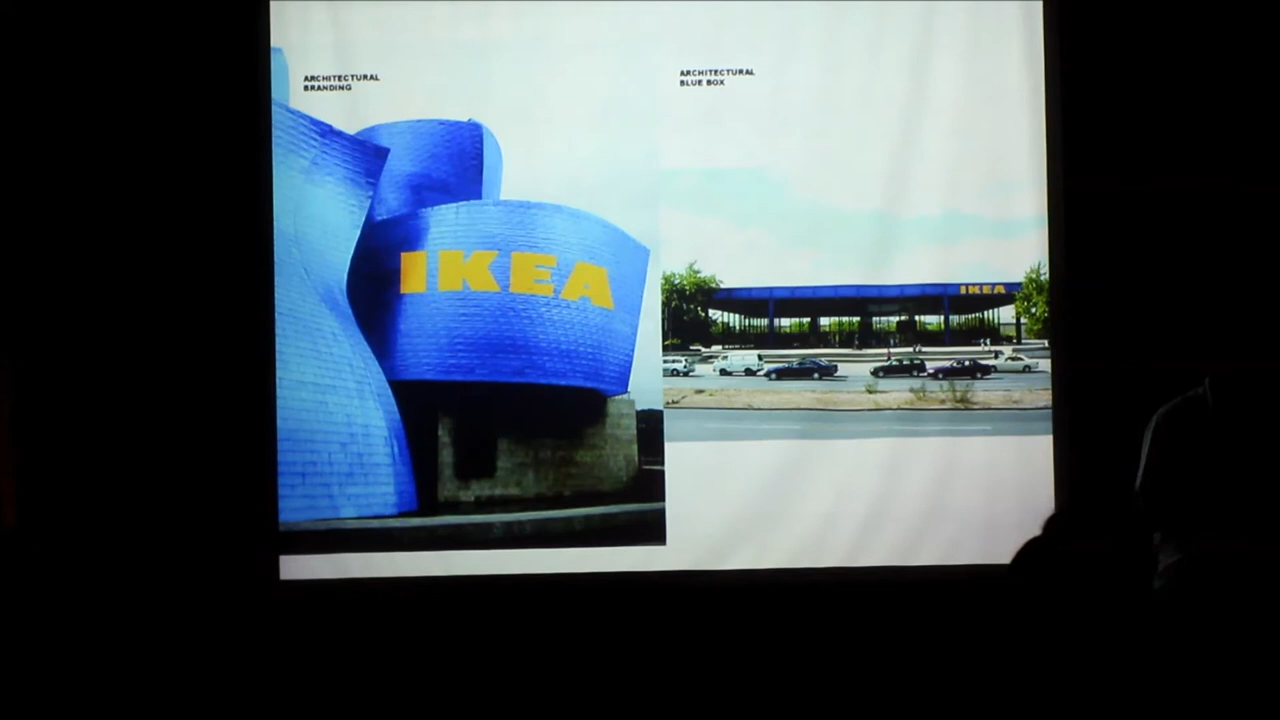 ARCHITECTURAL
BRANDING
IKEA
ARCHITECTURAL
BLUE BOX
IKEA